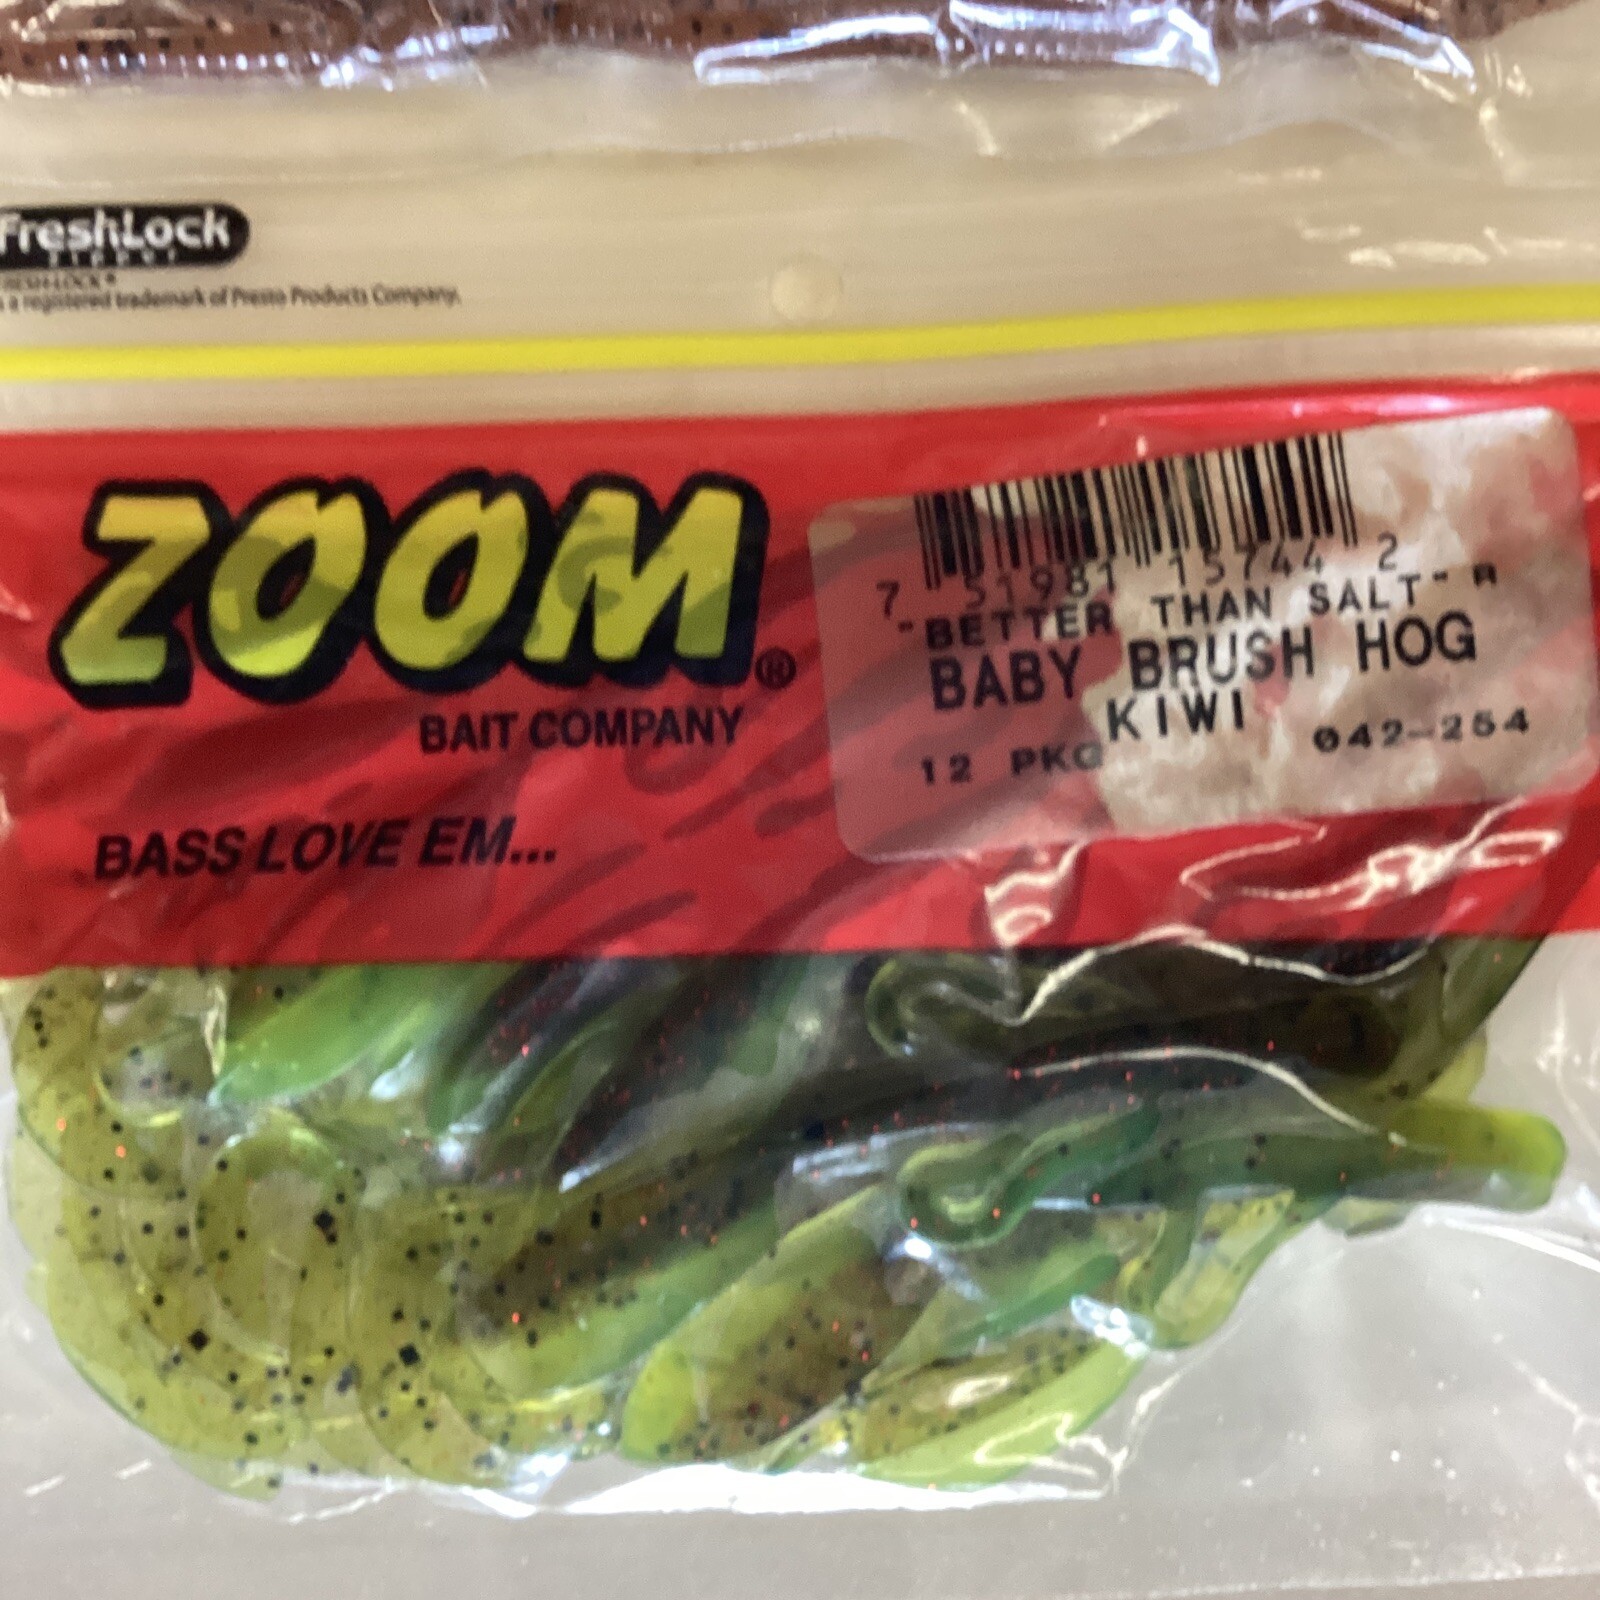 FreshLock
ZIPPER
FRESH-LOCK®
is a registered trademark of Presto Products Company.
ZOOM®
BAIT COMPANY
BASS LOVE EM...
7 51981 15744 2
"BETTER THAN SALT" R
BABY BRUSH HOG
KIWI
12 PKG 042-254